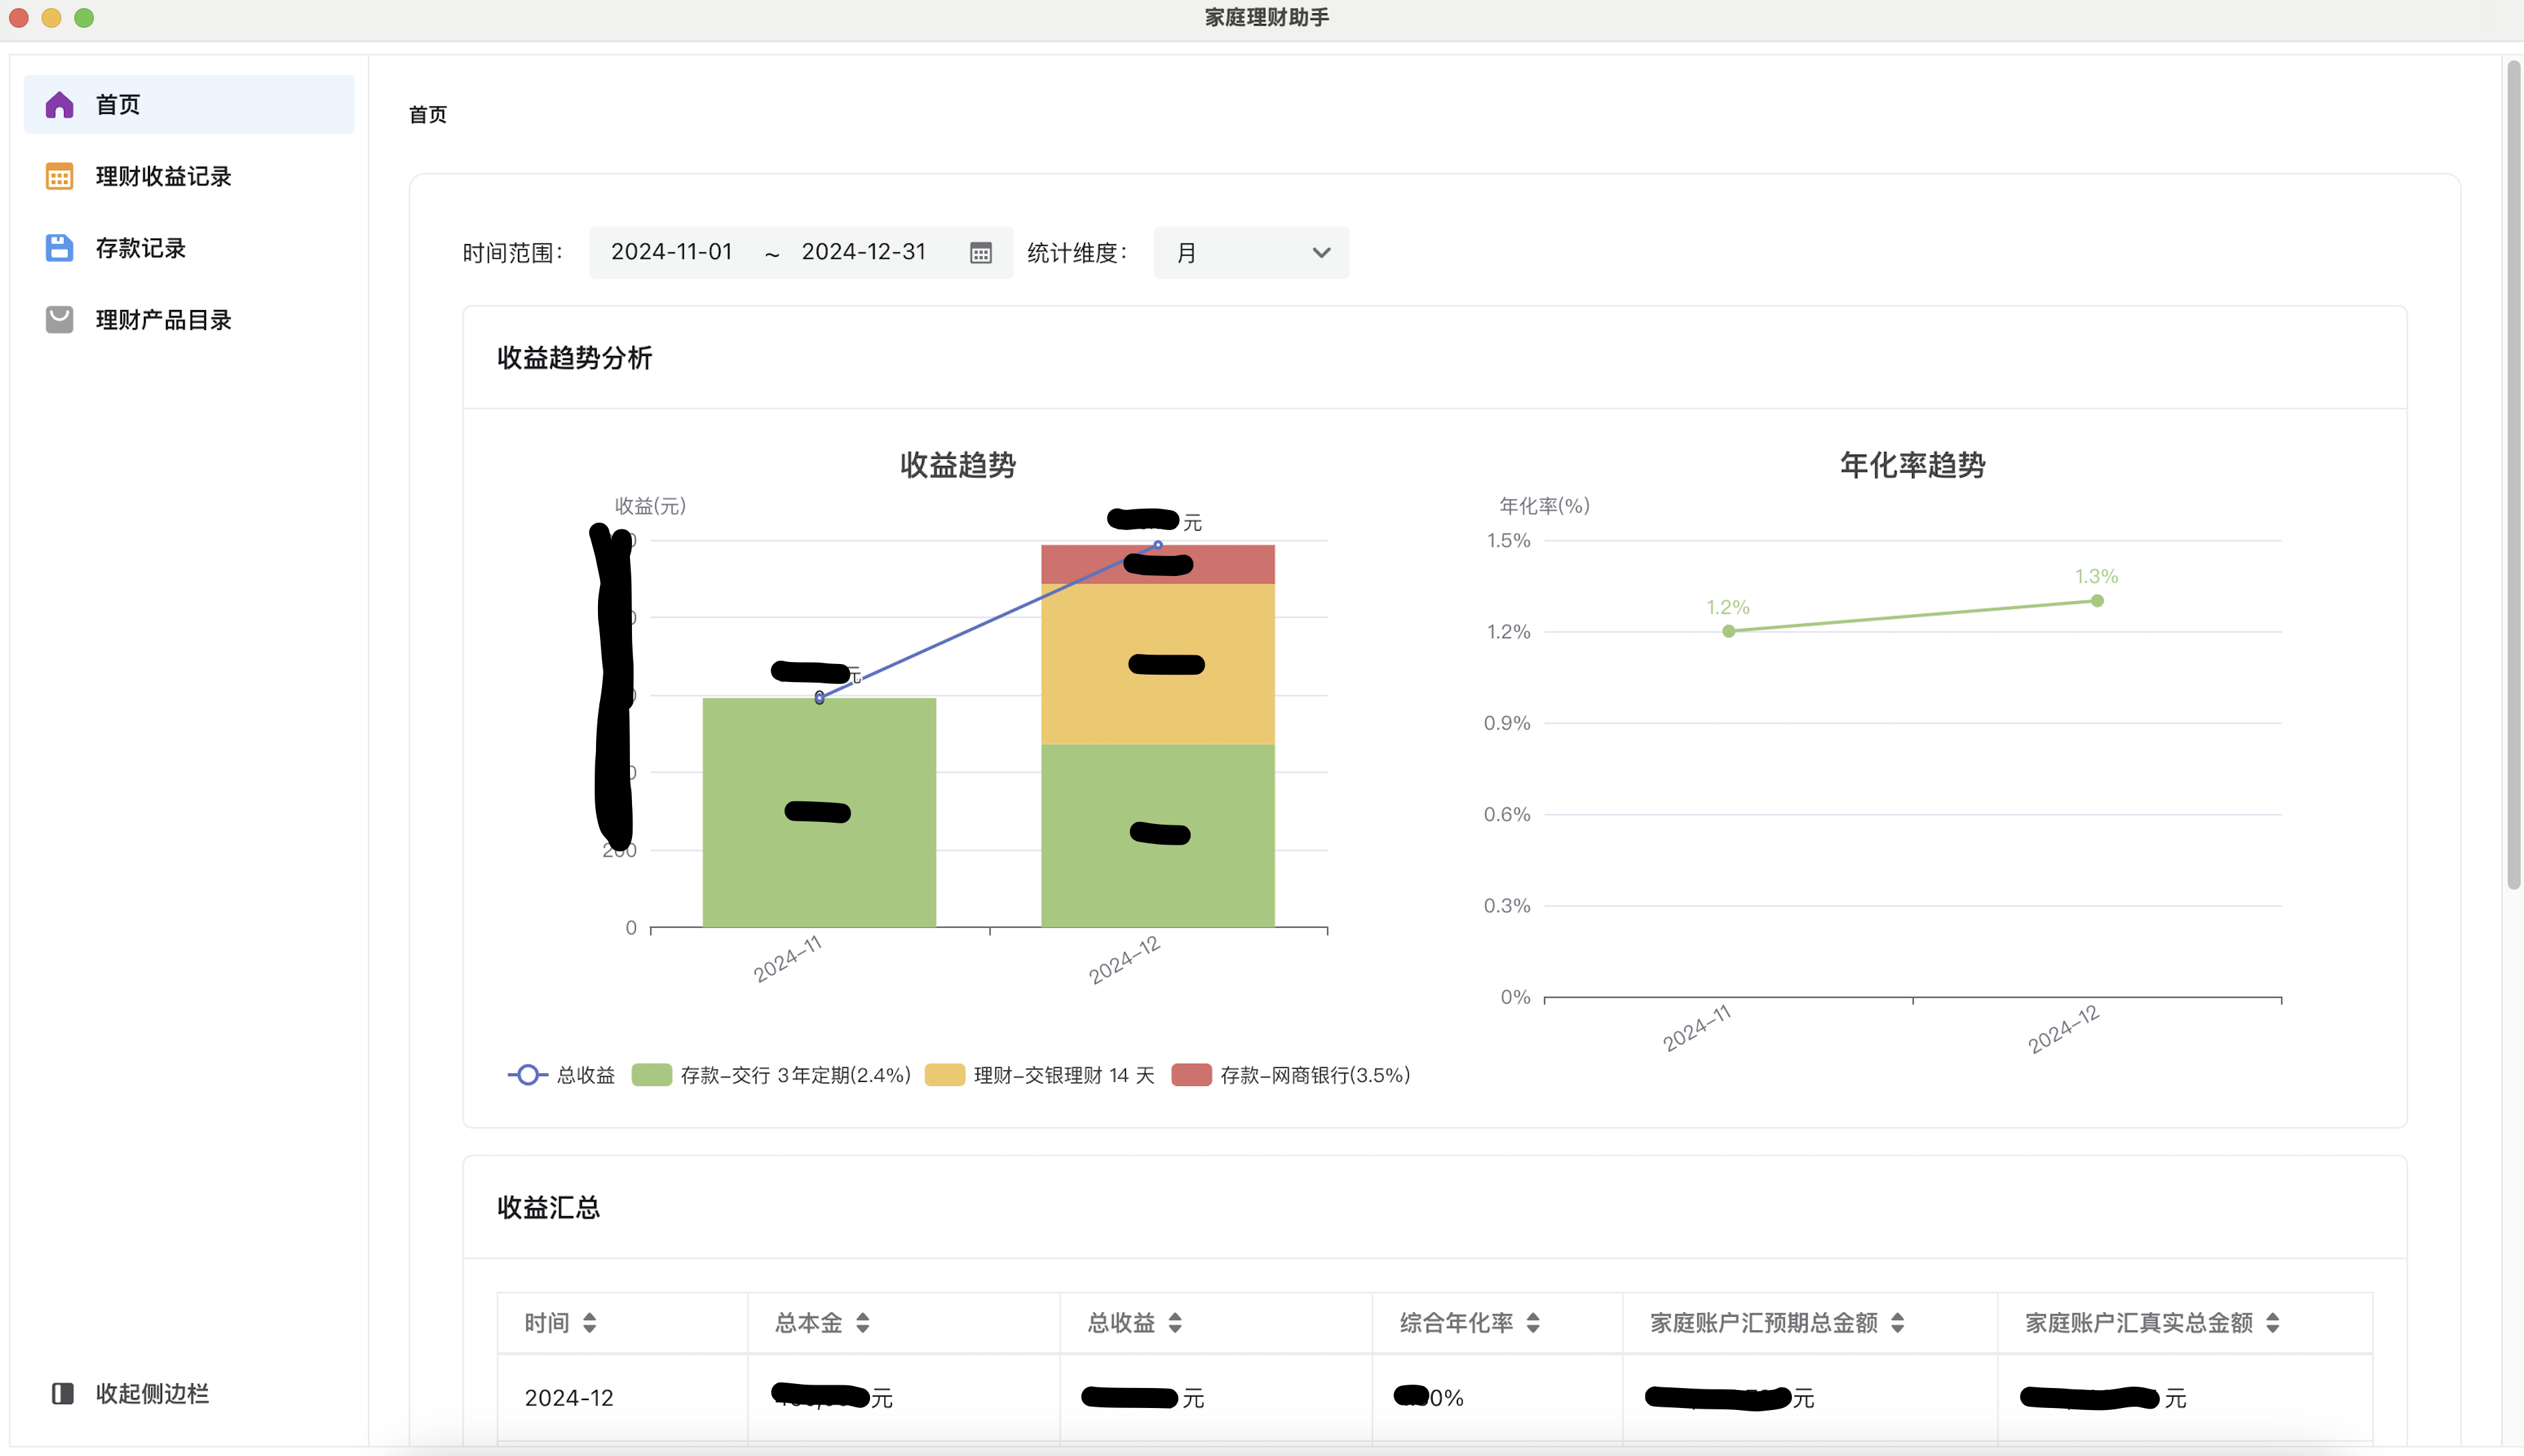 家庭理财助手
首页
理财收益记录
存款记录
理财产品目录
收起侧边栏
首页
时间范围： 2024-11-01 ~ 2024-12-31 统计维度： 月
收益趋势分析
收益趋势
收益(元)
元
元
0
2024-11
2024-12
总收益 存款-交行 3年定期(2.4%) 理财-交银理财 14 天 存款-网商银行(3.5%)
年化率趋势
年化率(%)
1.5%
1.2%
0.9%
0.6%
0.3%
0%
1.2%
1.3%
2024-11
2024-12
收益汇总
时间 总本金 总收益 综合年化率 家庭账户汇预期总金额 家庭账户汇真实总金额
2024-12 元 元 0% 元 元